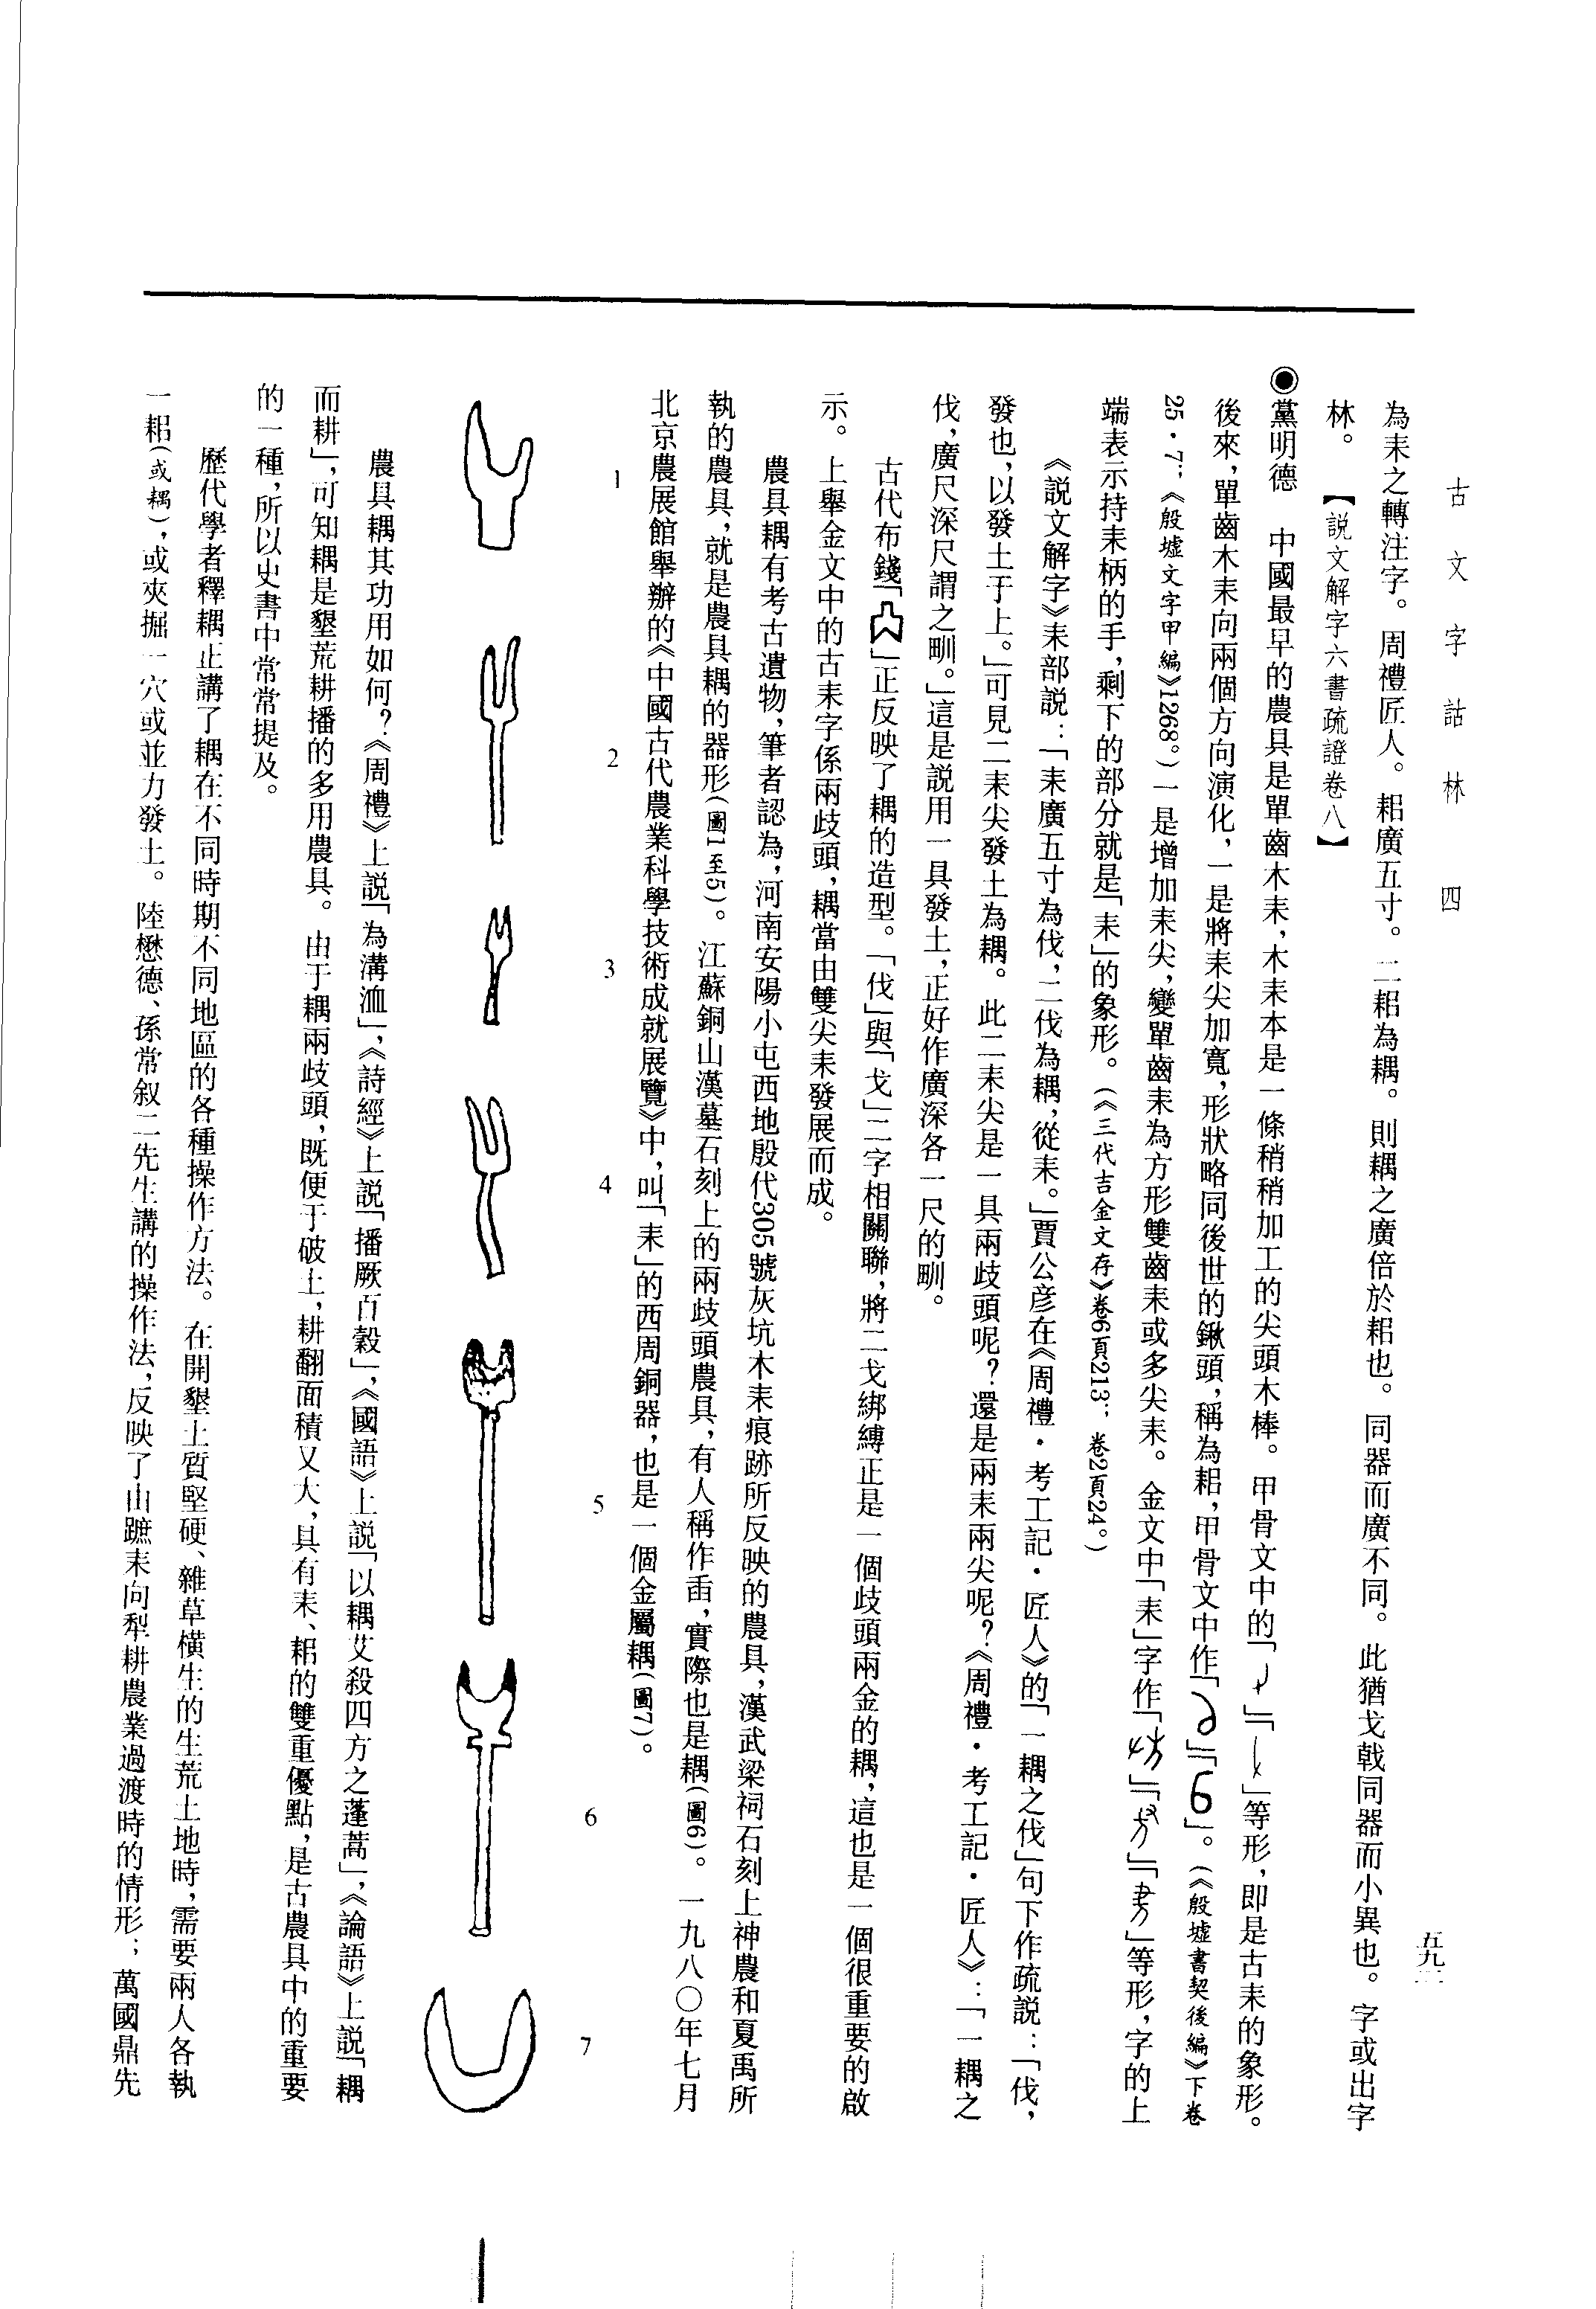 古文字詁林 四
五九二
為耒之轉注字。周禮匠人。耜廣五寸。二耜為耦。則耦之廣倍於耜也。同器而廣不同。此猶戈戟同器而小異也。字或出字
林。【説文解字六書疏證卷八】
◉黨明德 中國最早的農具是單齒木耒,木耒本是一條稍稍加工的尖頭木棒。甲骨文中的「」「」等形,即是古耒的象形。
後來,單齒木耒向兩個方向演化,一是將耒尖加寬,形狀略同後世的鍬頭,稱為耜,甲骨文中作「」「」。(《殷墟書契後編》下卷
25·7;《殷墟文字甲編》1268。)一是增加耒尖,變單齒耒為方形雙齒耒或多尖耒。金文中「耒」字作「」「」「」等形,字的上
端表示持耒柄的手,剩下的部分就是「耒」的象形。(《三代吉金文存》卷6頁213;卷2頁24。)
《説文解字》耒部説:「耒廣五寸為伐,二伐為耦,從耒。」賈公彦在《周禮·考工記·匠人》的「一耦之伐」句下作疏説:「伐,
發也,以發土于上。」可見二耒尖發土為耦。此二耒尖是一具兩歧頭呢?還是兩耒兩尖呢?《周禮·考工記·匠人》:「一耦之
伐,廣尺深尺謂之甽。」這是説用一具發土,正好作廣深各一尺的甽。
古代布錢「」正反映了耦的造型。「伐」與「戈」二字相關聯,將二戈綁縛正是一個歧頭兩金的耦,這也是一個很重要的啟
示。上舉金文中的古耒字係兩歧頭,耦當由雙尖耒發展而成。
農具耦有考古遺物,筆者認為,河南安陽小屯西地殷代305號灰坑木耒痕跡所反映的農具,漢武梁祠石刻上神農和夏禹所
執的農具,就是農具耦的器形(圖1至5)。江蘇銅山漢墓石刻上的兩歧頭農具,有人稱作臿,實際也是耦(圖6)。一九八〇年七月
北京農展館舉辦的《中國古代農業科學技術成就展覽》中,叫「耒」的西周銅器,也是一個金屬耦(圖7)。
1 2 3 4 5 6 7
農具耦其功用如何?《周禮》上説「為溝洫」,《詩經》上説「播厥百穀」,《國語》上説「以耦艾殺四方之蓬蒿」,《論語》上説「耦
而耕」,可知耦是墾荒耕播的多用農具。由于耦兩歧頭,既便于破土,耕翻面積又大,具有耒、耜的雙重優點,是古農具中的重要
的一種,所以史書中常常提及。
歷代學者釋耦正講了耦在不同時期不同地區的各種操作方法。在開墾土質堅硬、雜草橫生的生荒土地時,需要兩人各執
一耜(或耦),或夾掘一穴或並力發土。陸懋德、孫常叙二先生講的操作法,反映了由蹠耒向犁耕農業過渡時的情形;萬國鼎先